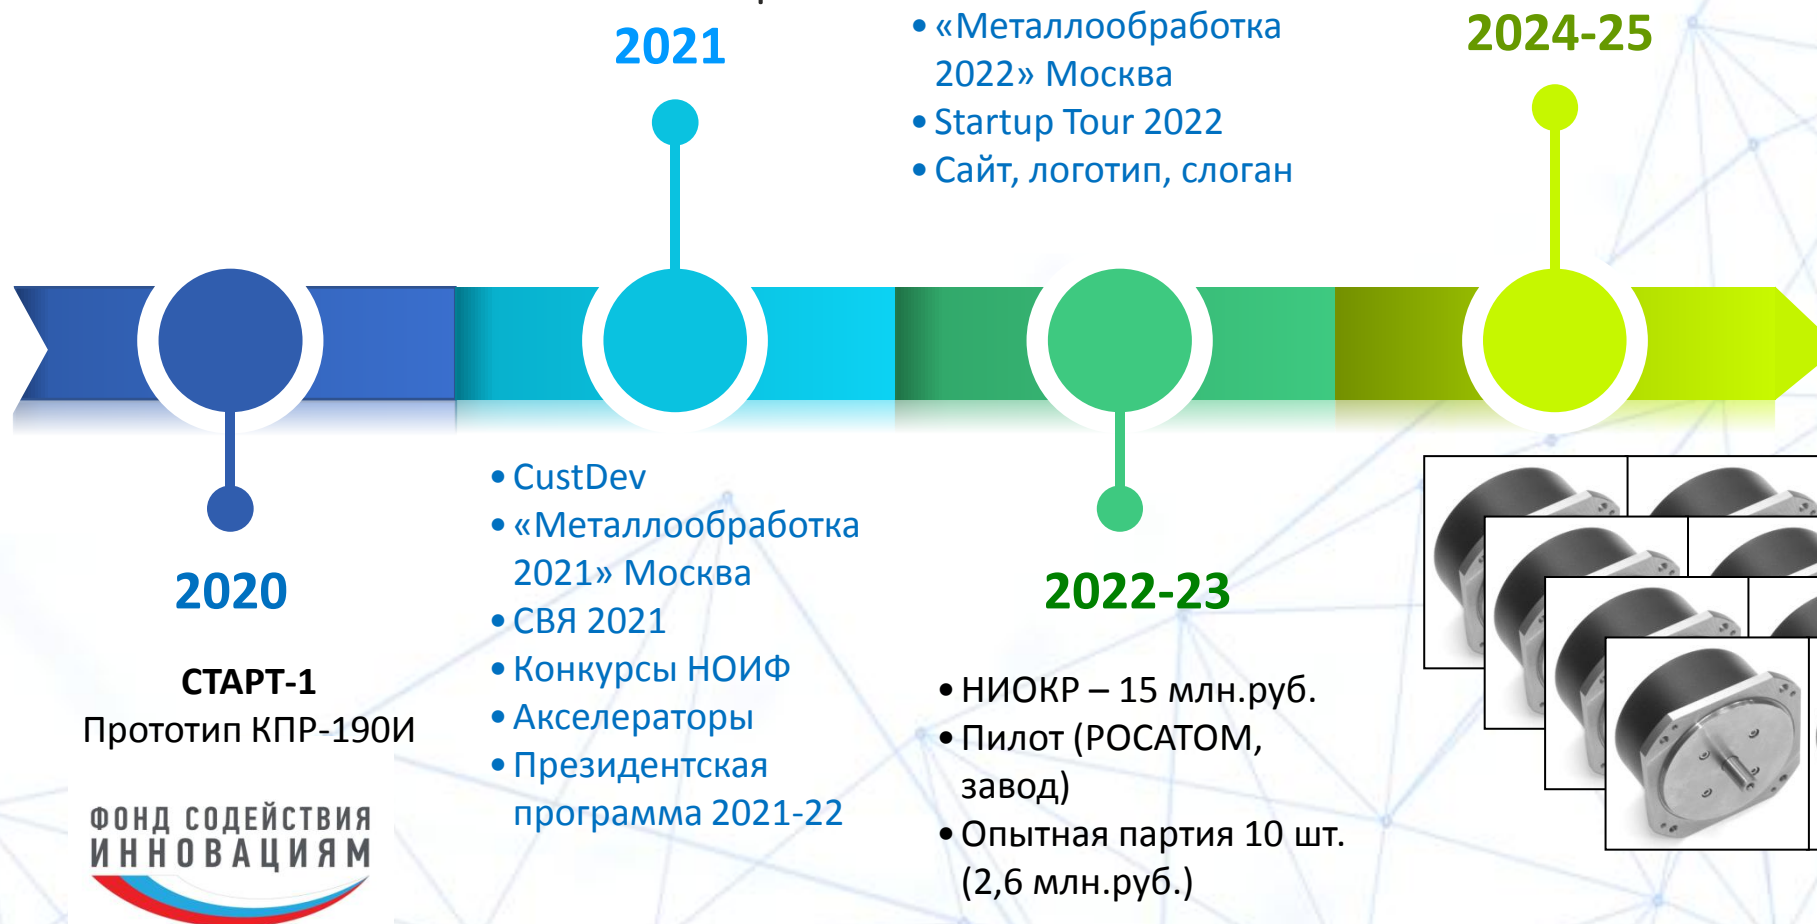 2021
• «Металлообработка
2022» Москва
• Startup Tour 2022
• Сайт, логотип, слоган
2024-25
2020
СТАРТ-1
Прототип КПР-190И
ФОНД СОДЕЙСТВИЯ
ИННОВАЦИЯМ
• CustDev
• «Металлообработка
2021» Москва
• СВЯ 2021
• Конкурсы НОИФ
• Акселераторы
• Президентская
программа 2021-22
2022-23
• НИОКР – 15 млн.руб.
• Пилот (РОСАТОМ,
завод)
• Опытная партия 10 шт.
(2,6 млн.руб.)